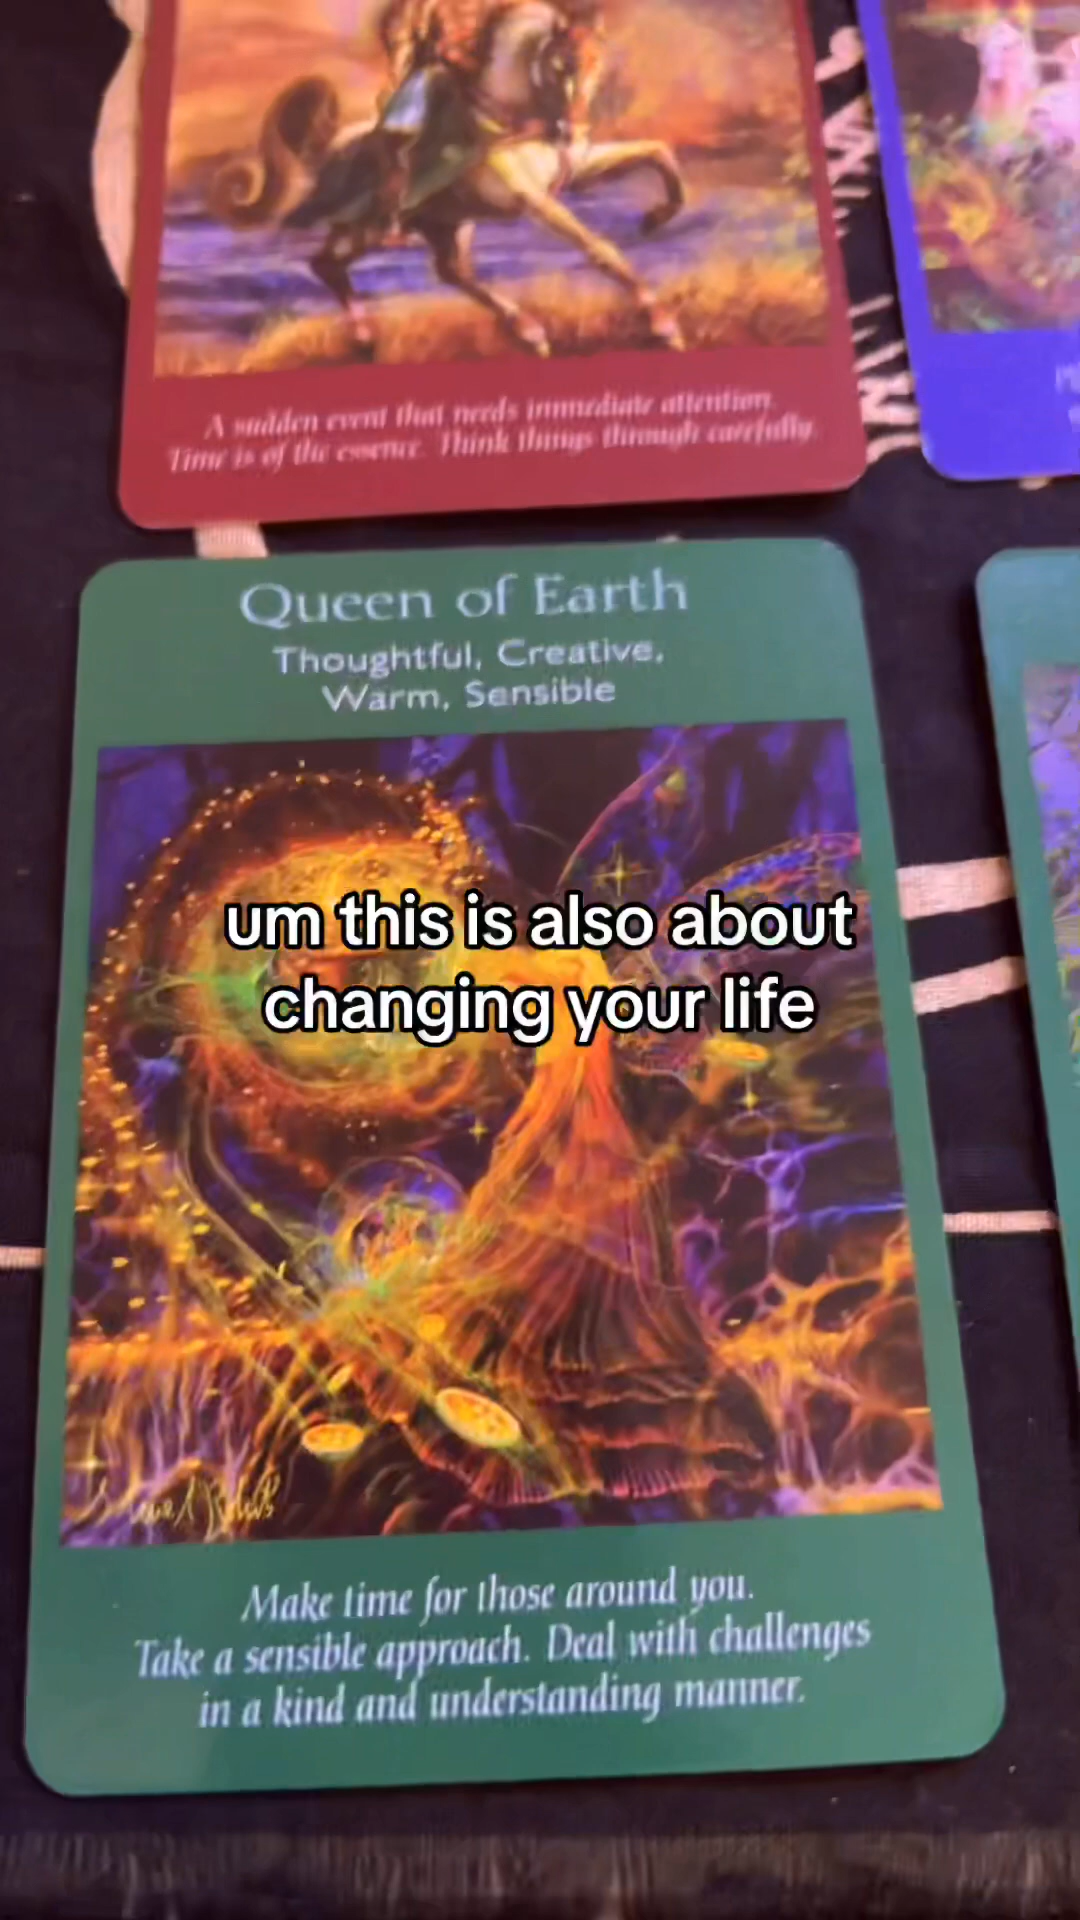 A sudden event that needs immediate attention.
Time is of the essence. Think things through carefully.
Queen of Earth
Thoughtful, Creative,
Warm, Sensible
um this is also about
changing your life
Make time for those around you.
Take a sensible approach. Deal with challenges
in a kind and understanding manner.